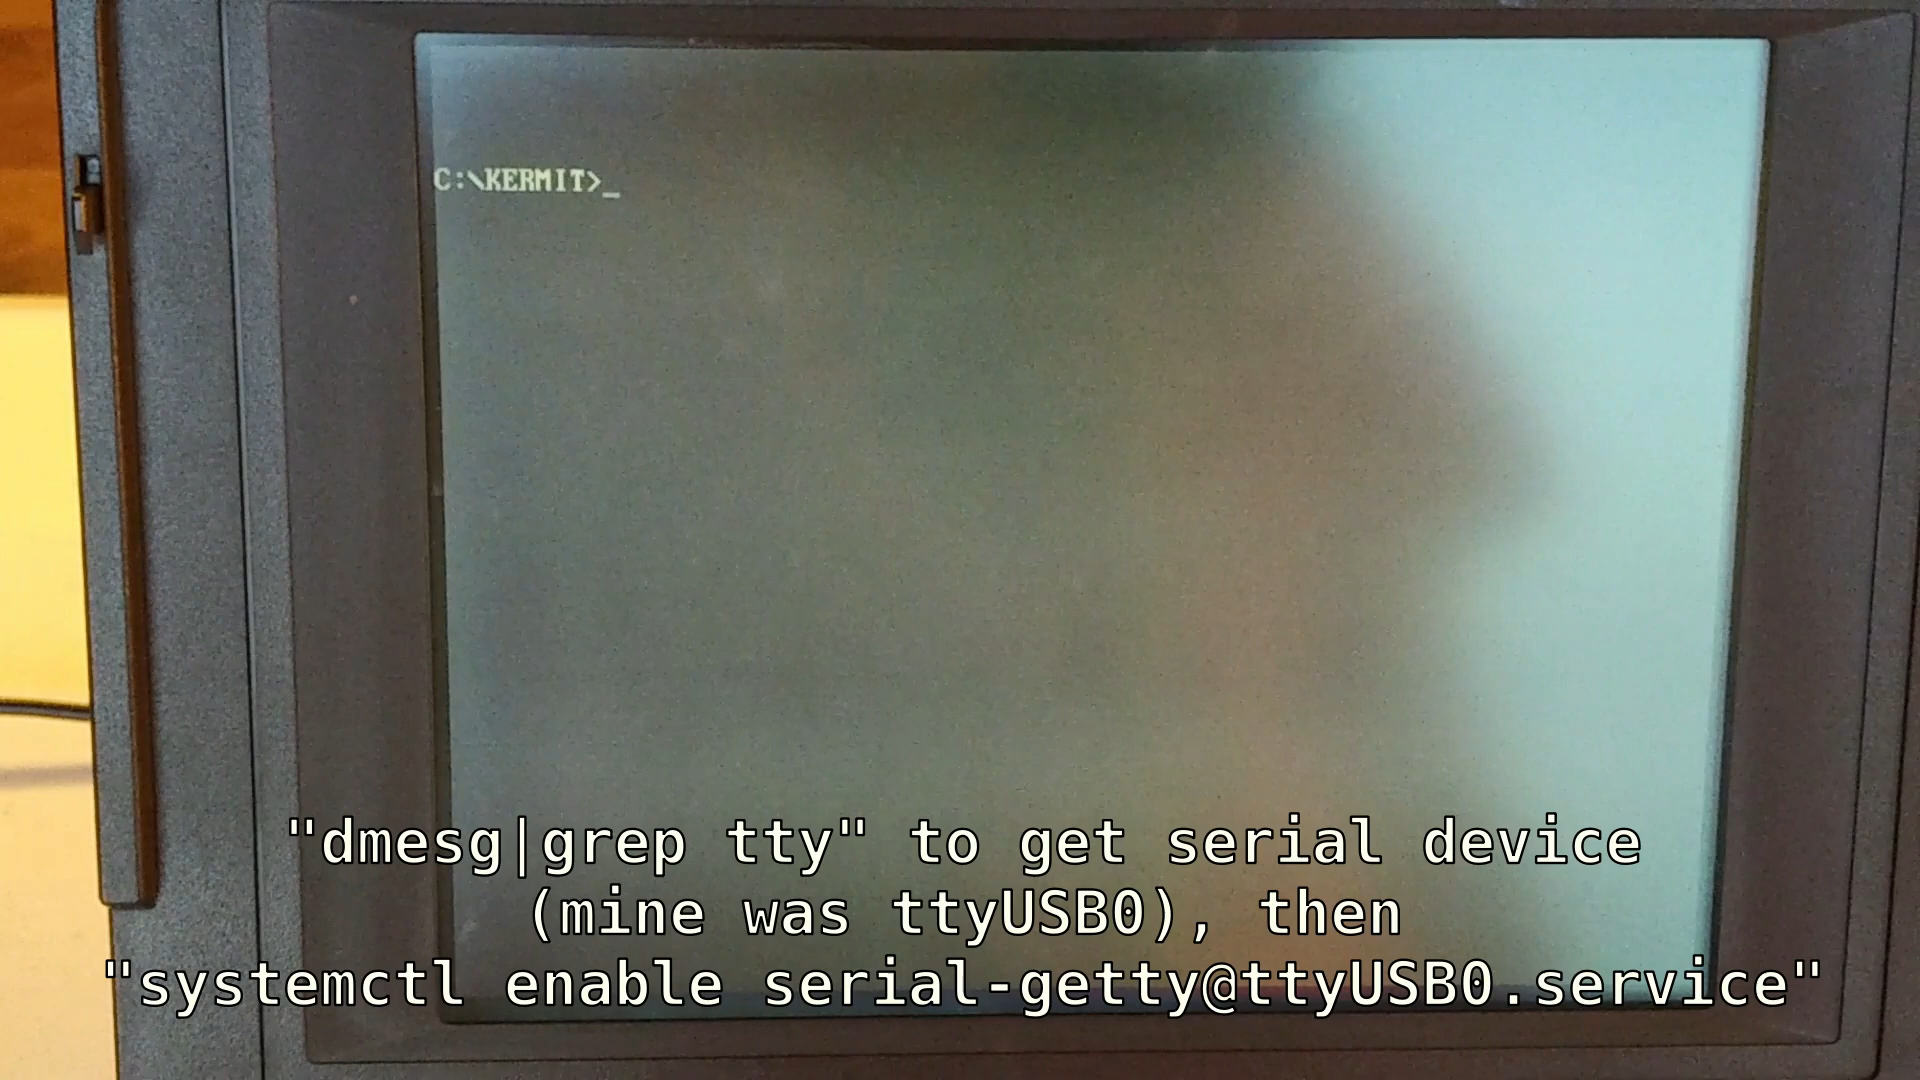 C:\KERMIT>_
"dmesg|grep tty" to get serial device
(mine was ttyUSB0), then
"systemctl enable serial-getty@ttyUSB0.service"